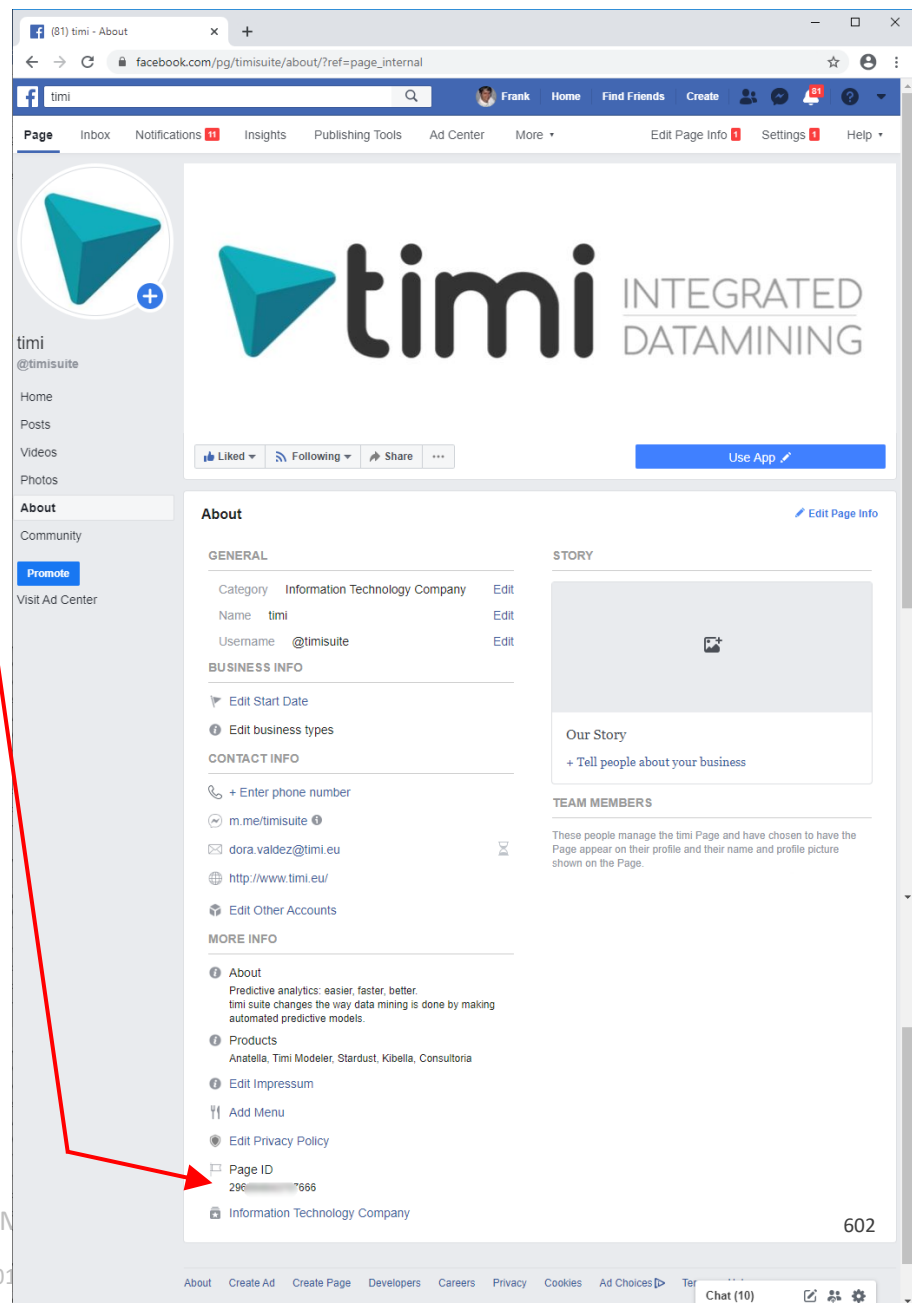 (81) timi - About
facebook.com/pg/timisuite/about/?ref=page_internal
timi
Frank Home Find Friends Create 81
Page Inbox Notifications 11 Insights Publishing Tools Ad Center More Edit Page Info 1 Settings 1 Help
timi INTEGRATED
DATAMINING
timi
@timisuite
Home
Posts
Videos
Photos
About
Community
Promote
Visit Ad Center
Liked Following Share ... Use App
About Edit Page Info
GENERAL
Category Information Technology Company Edit
Name timi Edit
Username @timisuite Edit
BUSINESS INFO
Edit Start Date
Edit business types
CONTACT INFO
+ Enter phone number
m.me/timisuite
dora.valdez@timi.eu
http://www.timi.eu/
Edit Other Accounts
MORE INFO
About
Predictive analytics: easier, faster, better.
timi suite changes the way data mining is done by making
automated predictive models.
Products
Anatella, Timi Modeler, Stardust, Kibella, Consultoria
Edit Impressum
Add Menu
Edit Privacy Policy
Page ID
Information Technology Company
STORY
Our Story
+ Tell people about your business
TEAM MEMBERS
These people manage the timi Page and have chosen to have the
Page appear on their profile and their name and profile picture
shown on the Page.
602
About Create Ad Create Page Developers Careers Privacy Cookies Ad Choices
Chat (10)